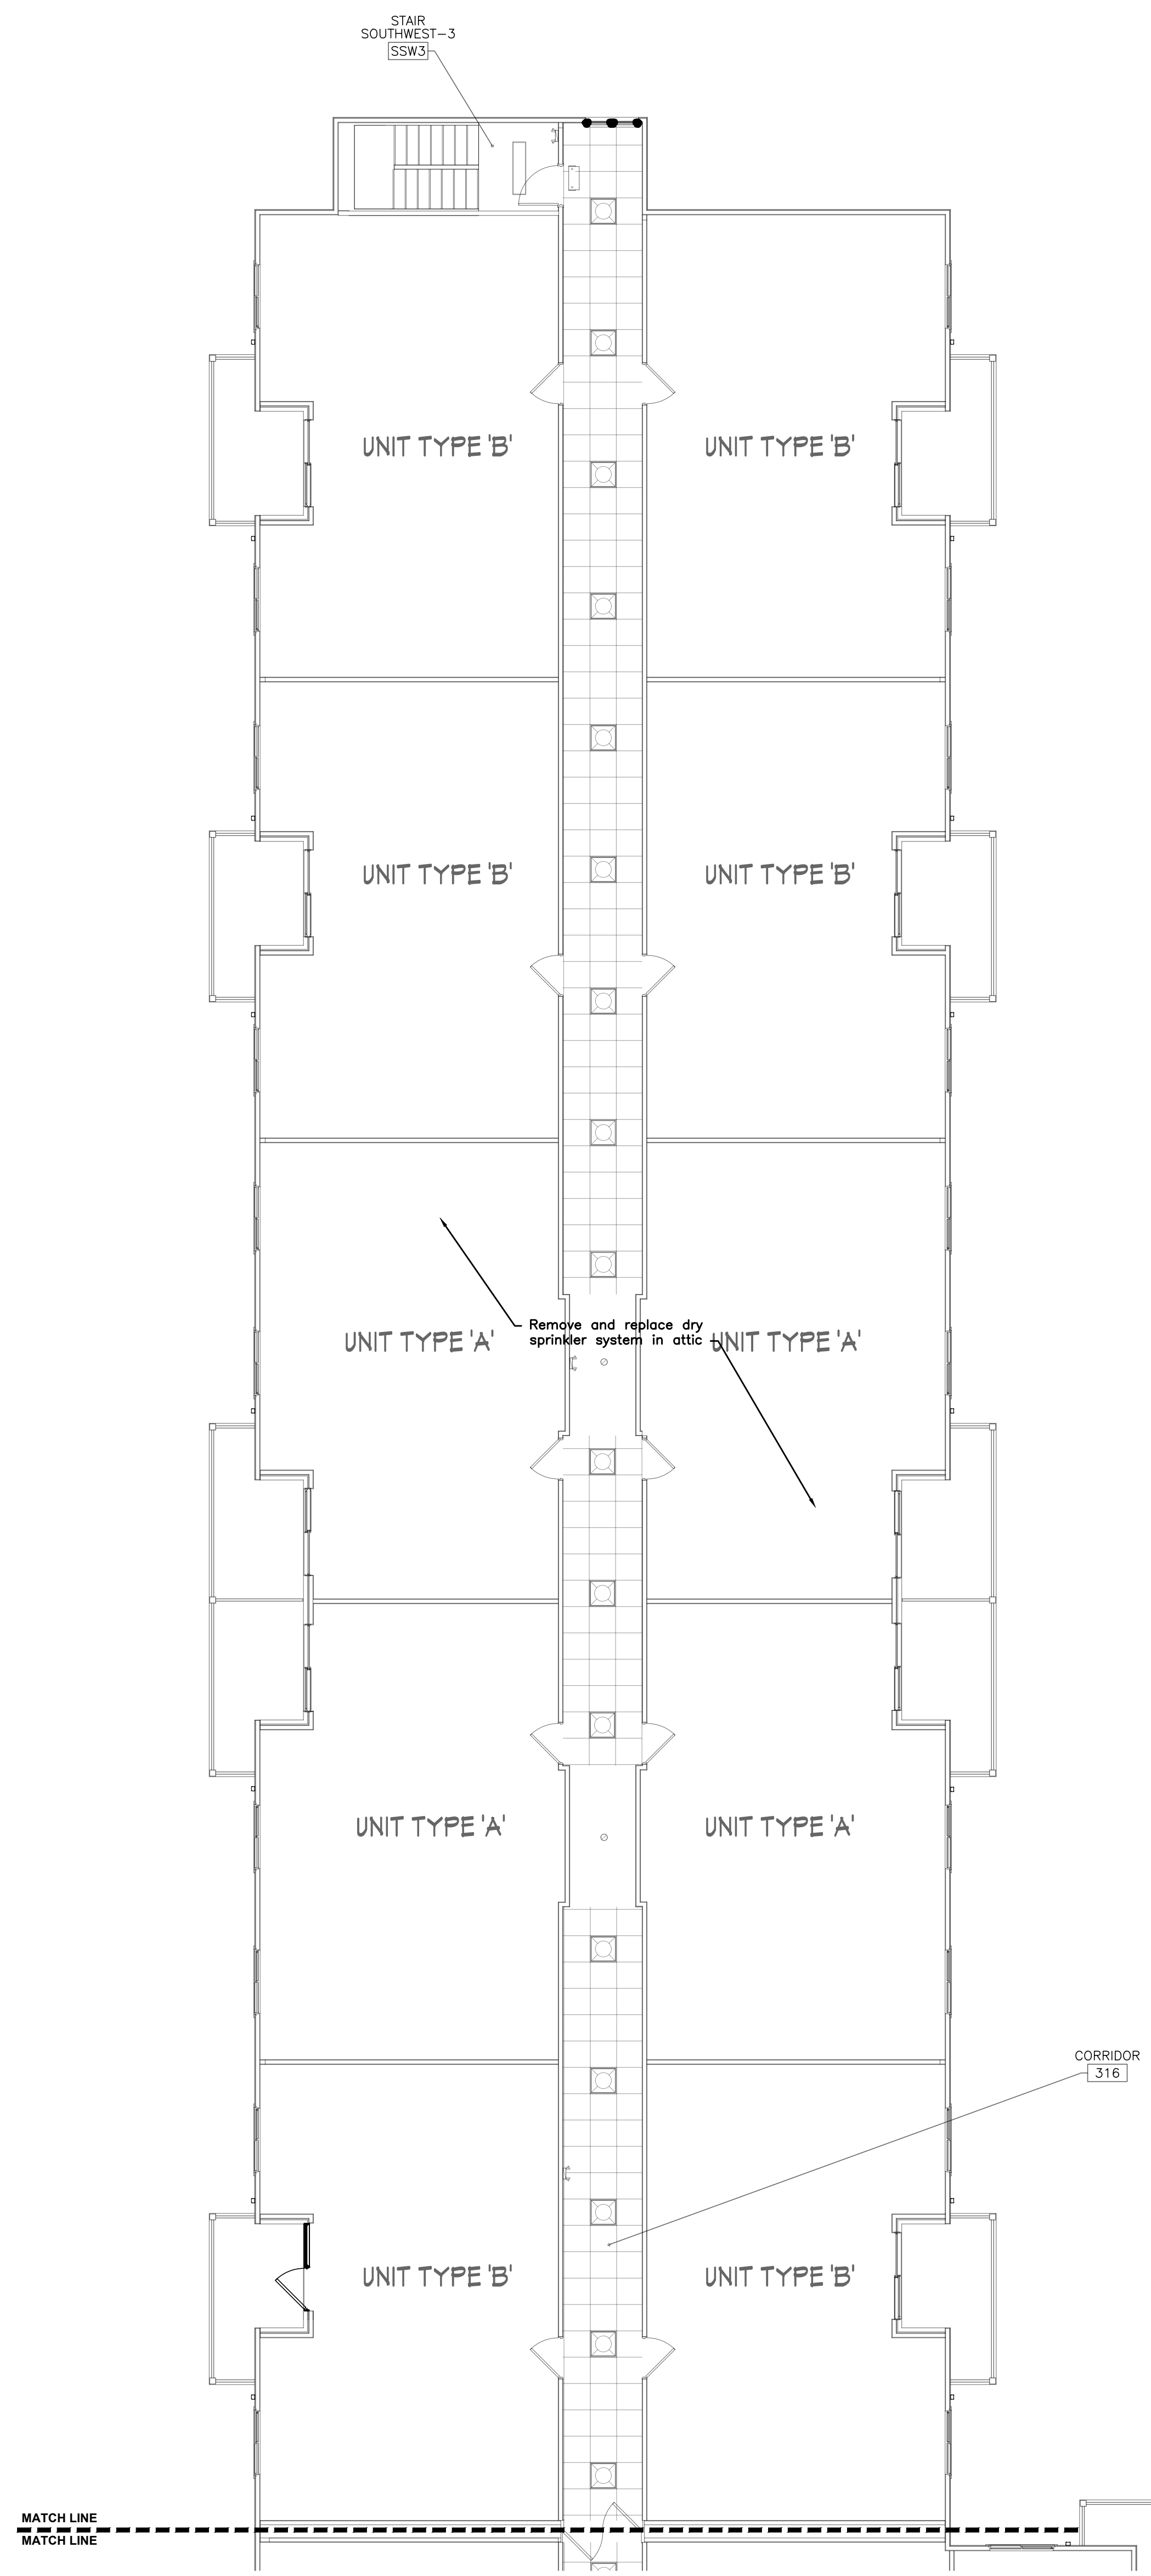 STAIR
SOUTHWEST-3
SSW3
UNIT TYPE 'B'
UNIT TYPE 'B'
UNIT TYPE 'B'
UNIT TYPE 'B'
Remove and replace dry
sprinkler system in attic
UNIT TYPE 'A'
UNIT TYPE 'A'
UNIT TYPE 'A'
UNIT TYPE 'A'
CORRIDOR
316
UNIT TYPE 'B'
UNIT TYPE 'B'
MATCH LINE
MATCH LINE